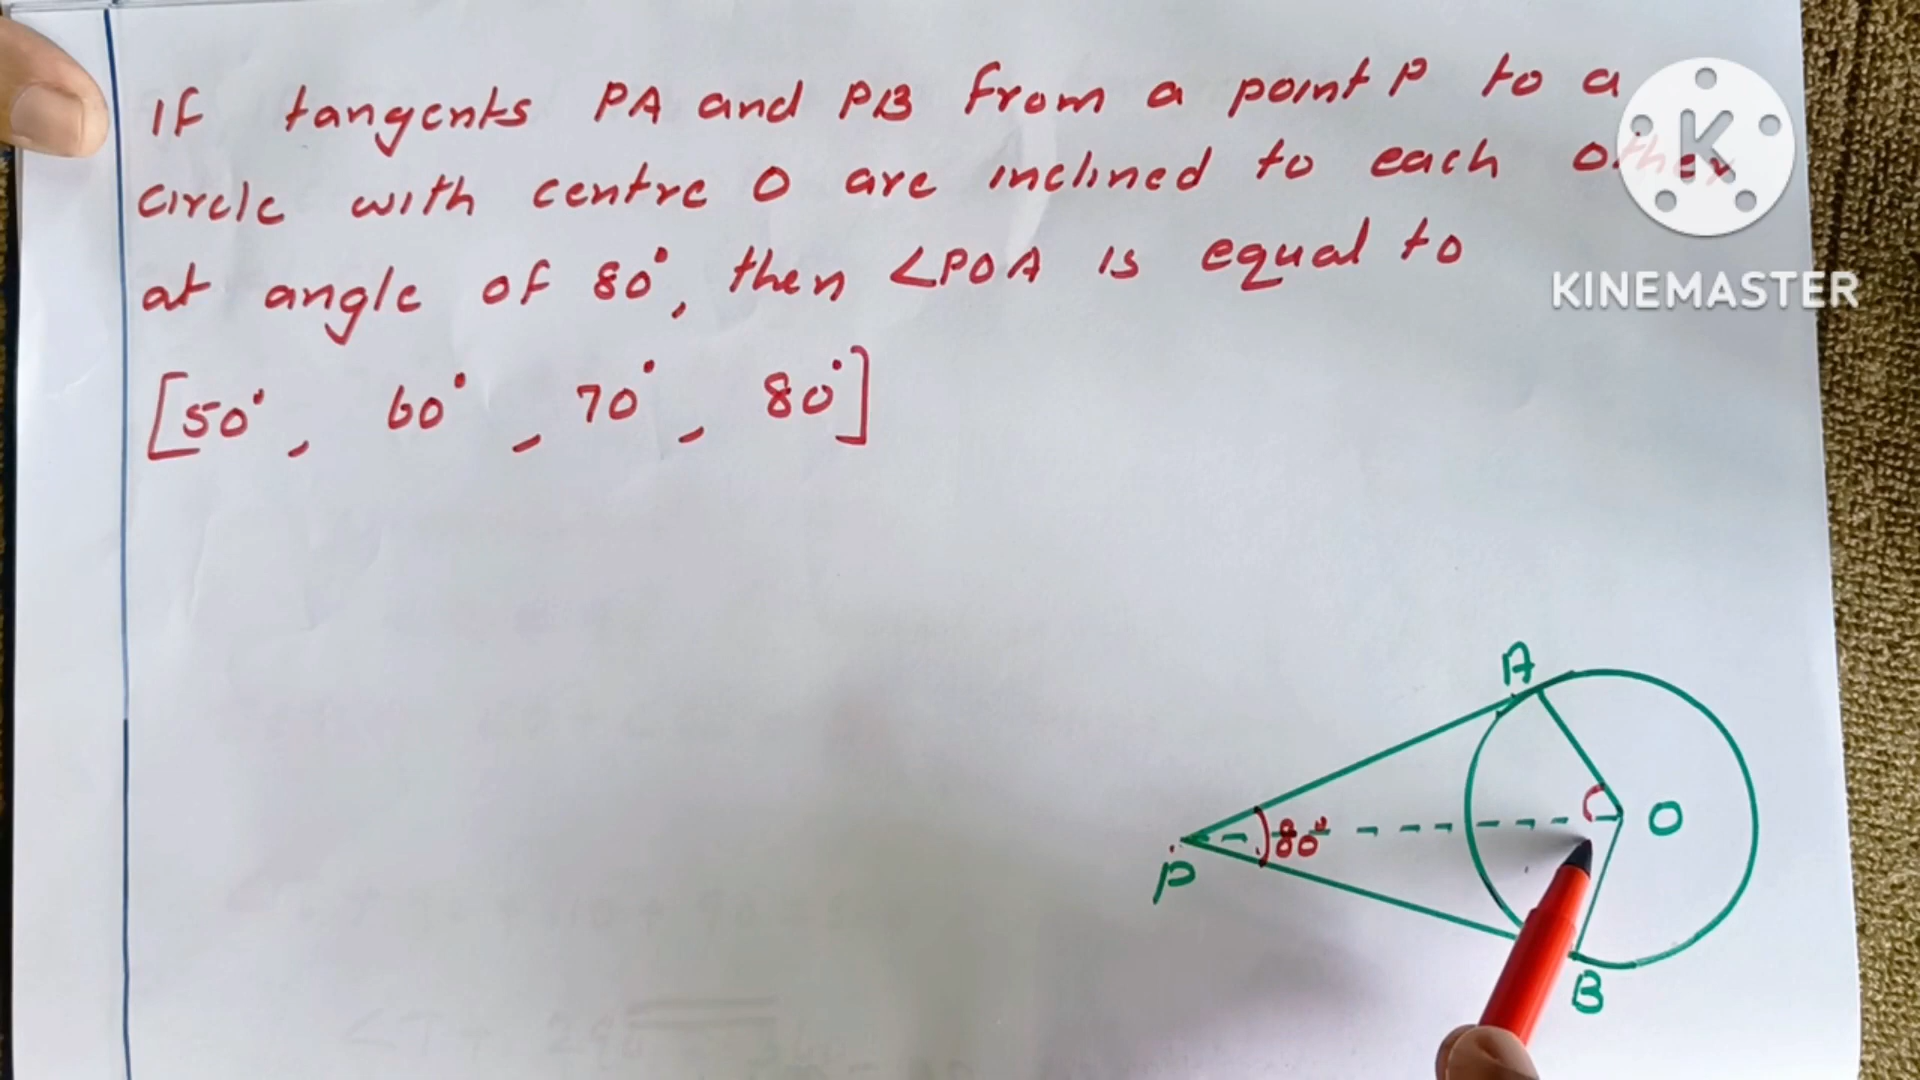 If tangents PA and PB from a point P to a
circle with centre O are inclined to each other
at angle of 80°, then ∠POA is equal to
[50°, 60°, 70°, 80°]
K
KINEMASTER
A
80°
O
P
B